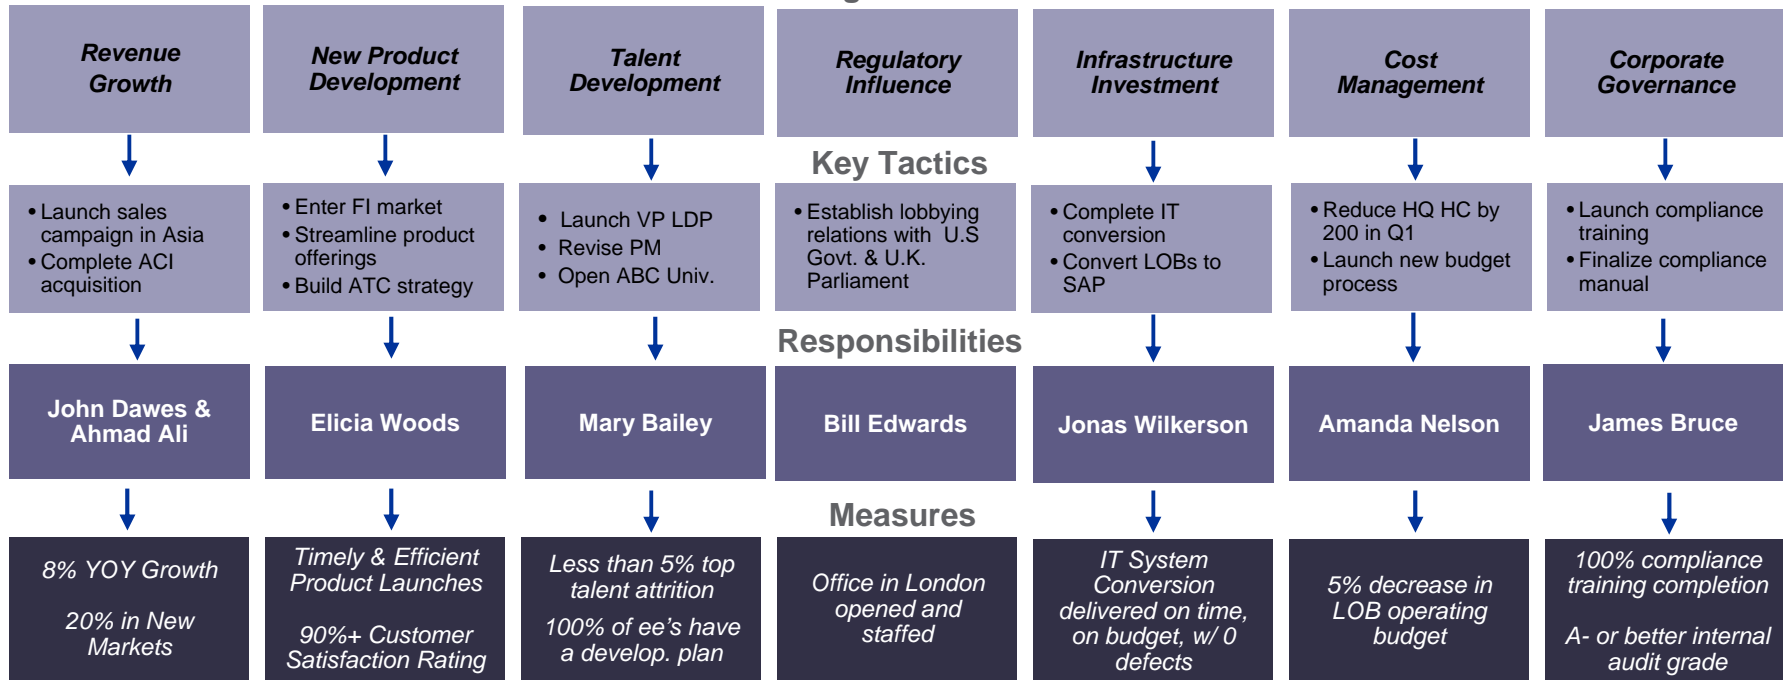 Revenue
Growth
New Product
Development
Talent
Development
Regulatory
Influence
Infrastructure
Investment
Cost
Management
Corporate
Governance
Key Tactics
• Launch sales
campaign in Asia
• Complete ACI
acquisition
• Enter FI market
• Streamline product
offerings
• Build ATC strategy
• Launch VP LDP
• Revise PM
• Open ABC Univ.
• Establish lobbying
relations with U.S
Govt. & U.K.
Parliament
• Complete IT
conversion
• Convert LOBs to
SAP
• Reduce HQ HC by
200 in Q1
• Launch new budget
process
• Launch compliance
training
• Finalize compliance
manual
Responsibilities
John Dawes &
Ahmad Ali
Elicia Woods
Mary Bailey
Bill Edwards
Jonas Wilkerson
Amanda Nelson
James Bruce
Measures
8% YOY Growth
20% in New
Markets
Timely & Efficient
Product Launches
90%+ Customer
Satisfaction Rating
Less than 5% top
talent attrition
100% of ee's have
a develop. plan
Office in London
opened and
staffed
IT System
Conversion
delivered on time,
on budget, w/ 0
defects
5% decrease in
LOB operating
budget
100% compliance
training completion
A- or better internal
audit grade